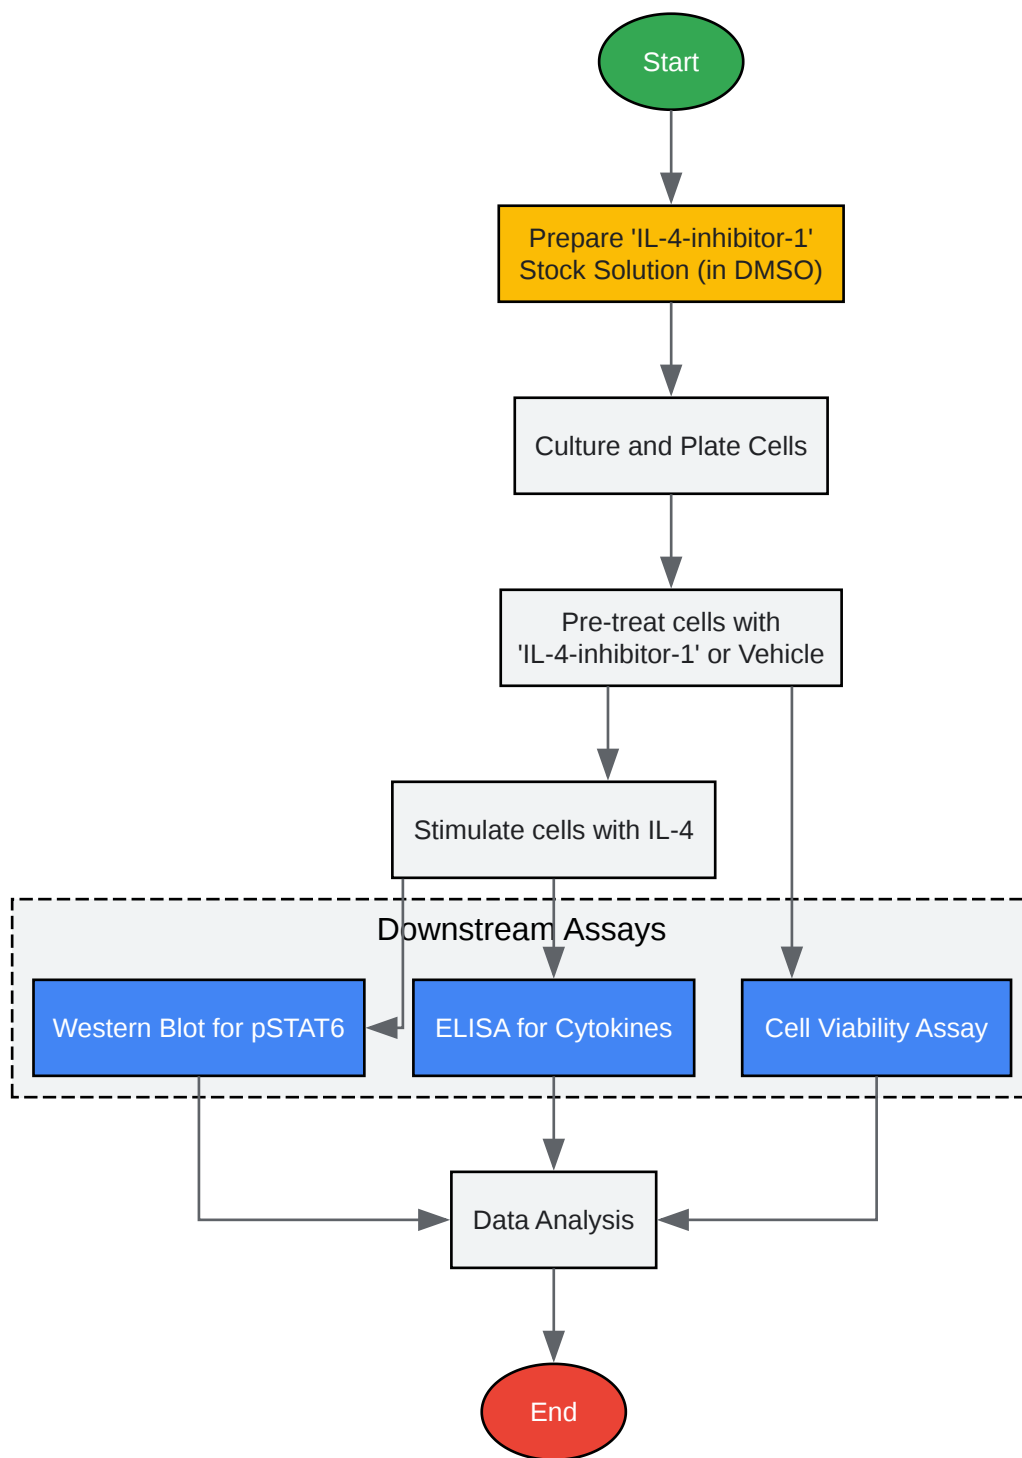 Start
Prepare 'IL-4-inhibitor-1'
Stock Solution (in DMSO)
Culture and Plate Cells
Pre-treat cells with
'IL-4-inhibitor-1' or Vehicle
Stimulate cells with IL-4
Downstream Assays
Western Blot for pSTAT6
ELISA for Cytokines
Cell Viability Assay
Data Analysis
End